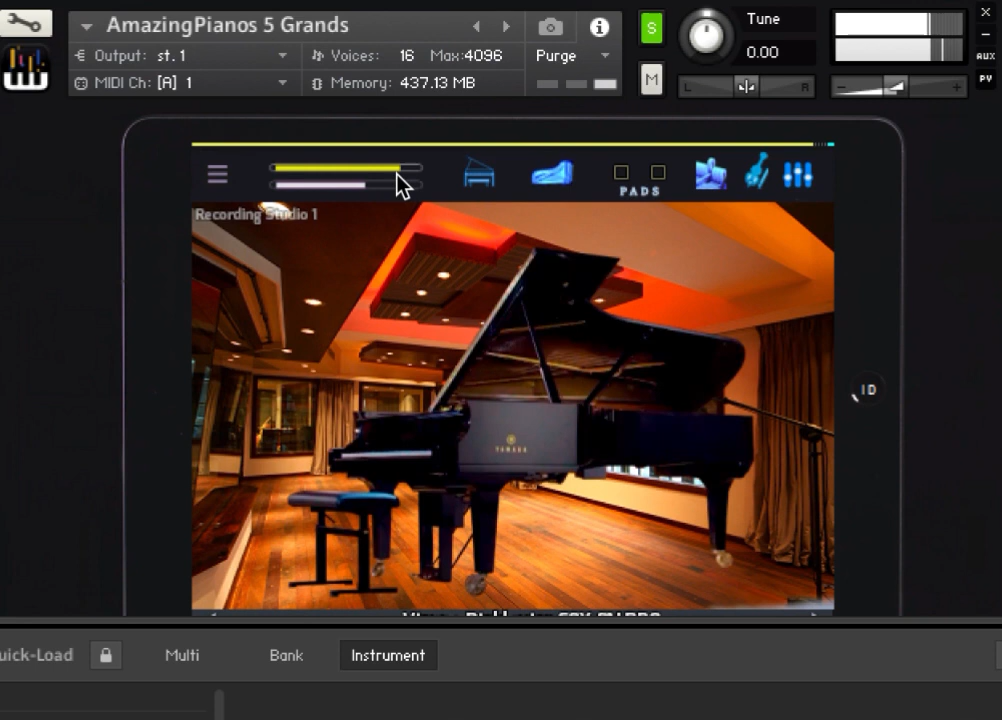 AmazingPianos 5 Grands
Output: st.1
Voices: 16 Max:4096
Purge
MIDI Ch: [A] 1
Memory: 437.13 MB
S
M
Tune
0.00
L R
- +
X
-
AUX
PV
PADS
Recording Studio 1
YAMAHA
ID
uick-Load
Multi
Bank
Instrument